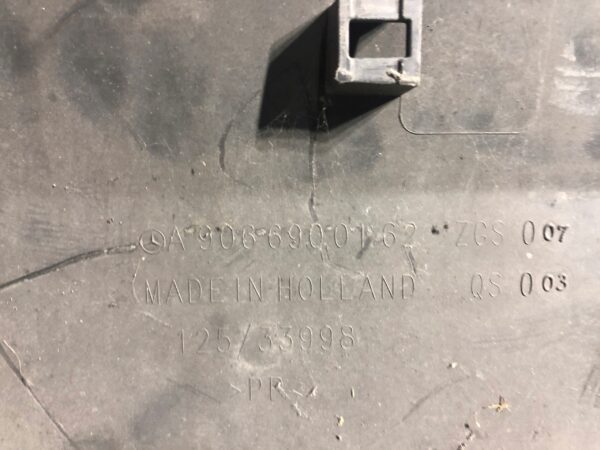 A 906 690 01 62 ZGS 007
MADE IN HOLLAND QS 003
125/33998
>PP<